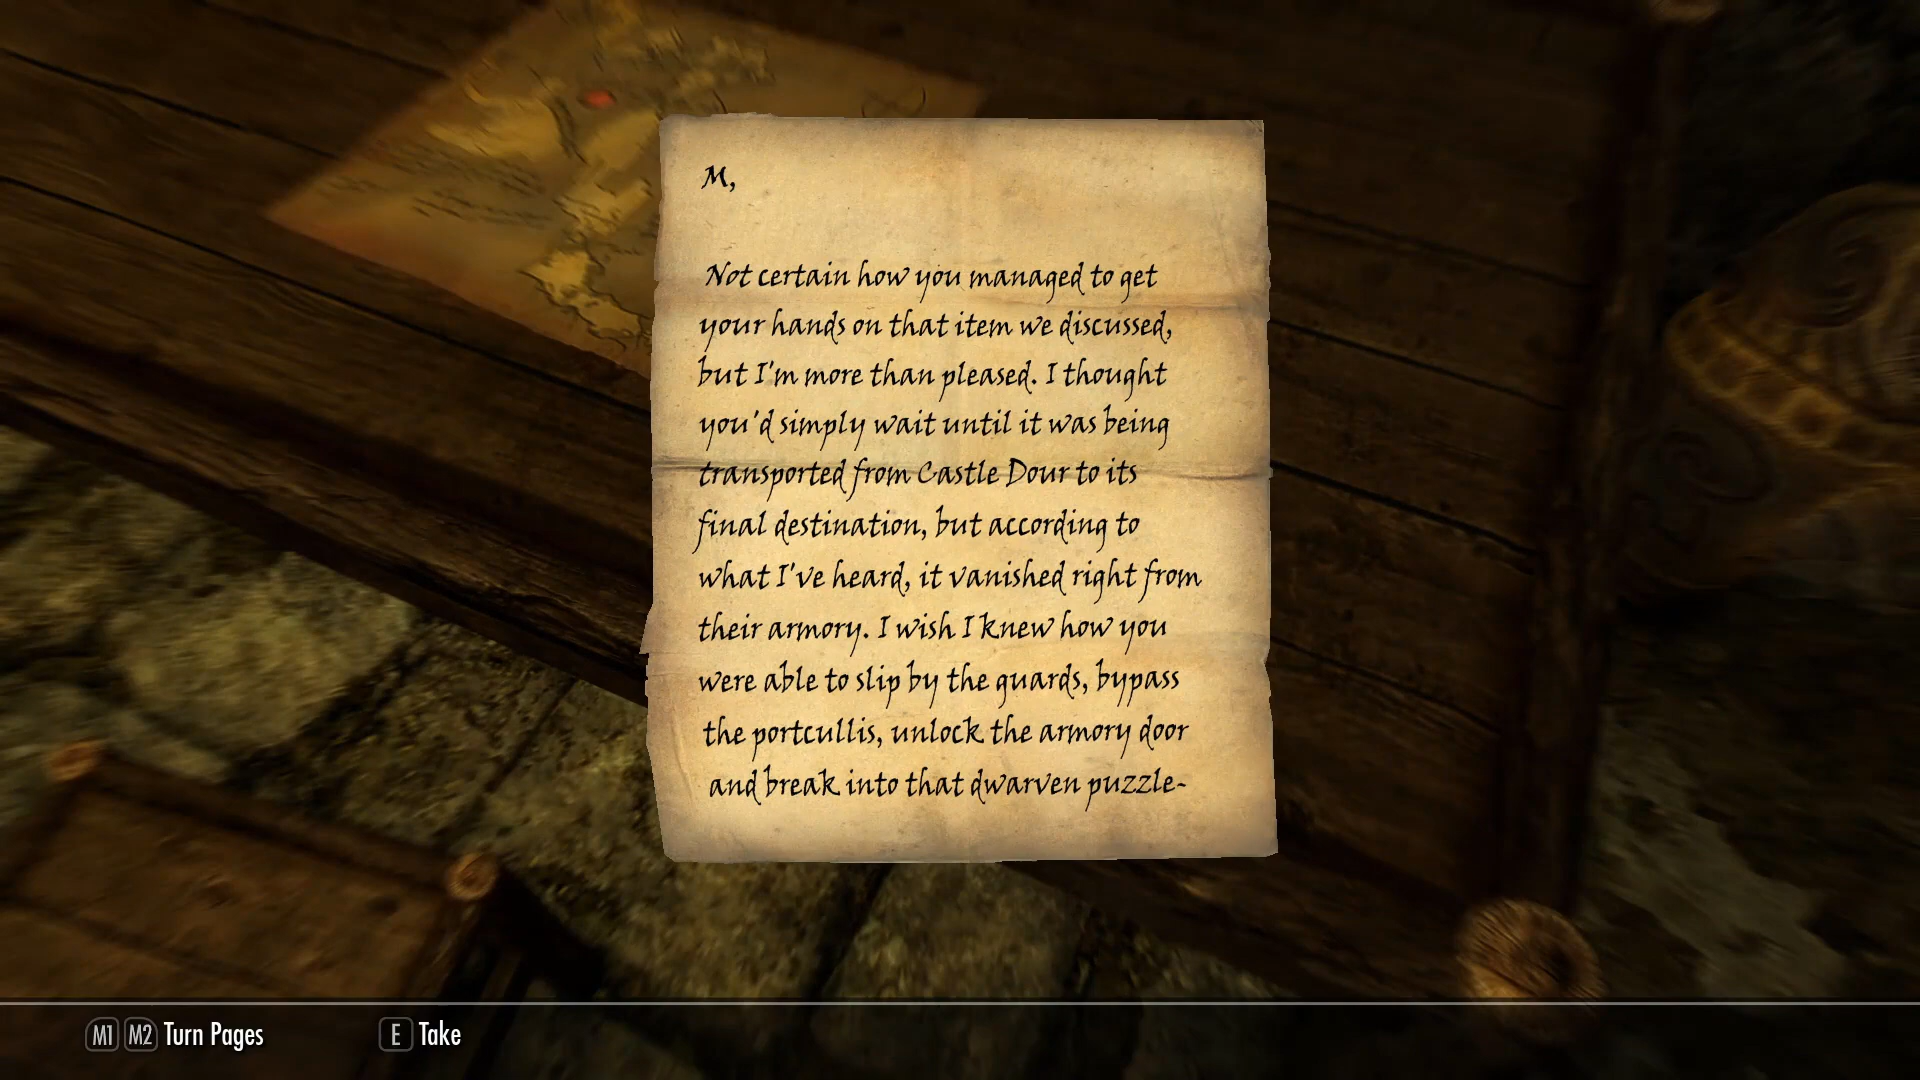 M,
Not certain how you managed to get
your hands on that item we discussed,
but I'm more than pleased. I thought
you'd simply wait until it was being
transported from Castle Dour to its
final destination, but according to
what I've heard, it vanished right from
their armory. I wish I knew how you
were able to slip by the guards, bypass
the portcullis, unlock the armory door
and break into that dwarven puzzle-
M1 M2 Turn Pages
E Take